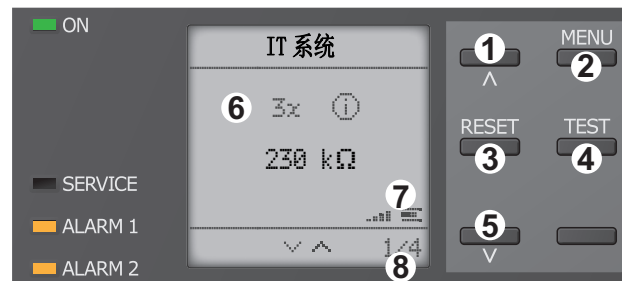 ON
IT 系统
1
MENU
2
∧
6
3x
i
RESET
TEST
3
4
230 kΩ
SERVICE
7
ALARM 1
5
1/4
∨
8
ALARM 2